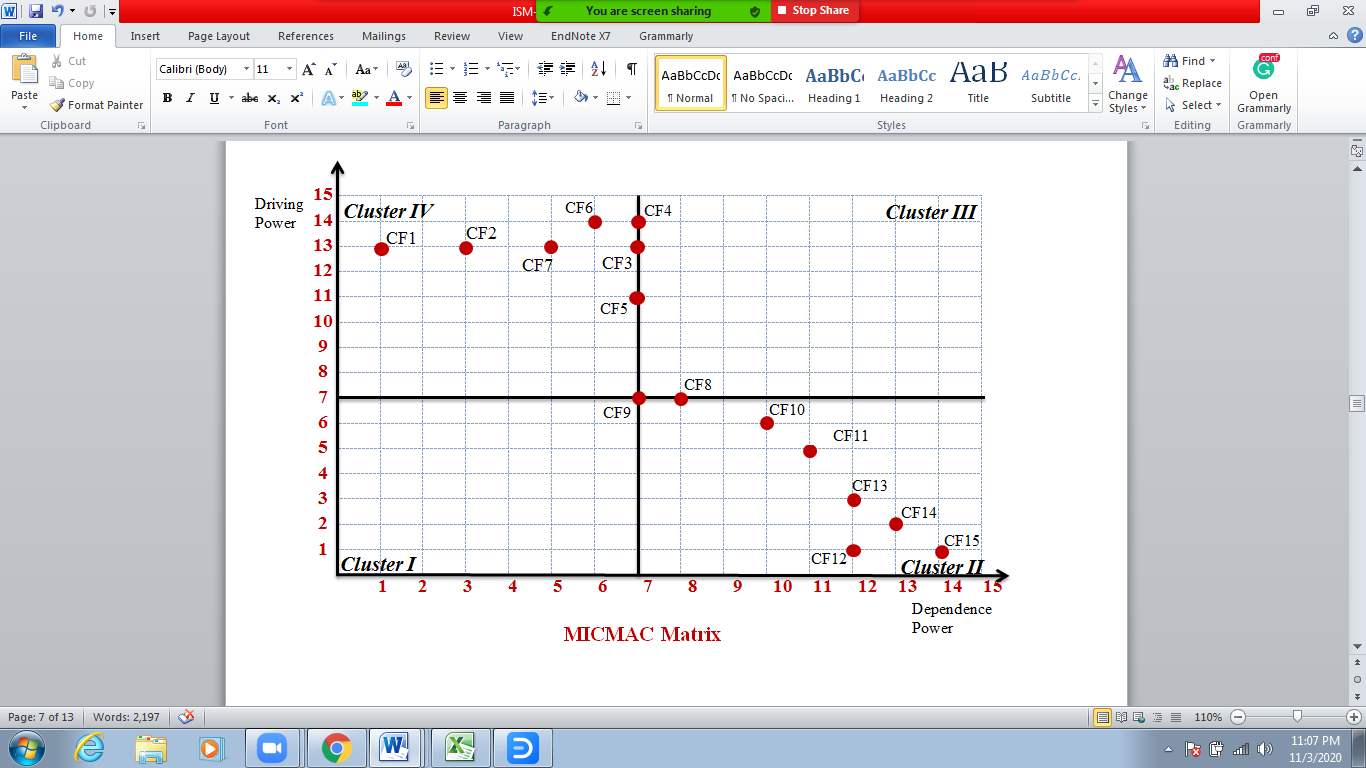 ISM-
You are screen sharing
Stop Share
File Home Insert Page Layout References Mailings Review View EndNote X7 Grammarly
Paste
Cut
Copy
Format Painter
Clipboard
Calibri (Body) 11
B I U abc x₂ x²
Font
Paragraph
AaBbCcDc
¶ Normal
AaBbCcDc
¶ No Spaci...
AaBbCc
Heading 1
AaBbCc
Heading 2
AaB
Title
AaBbCc.
Subtitle
Styles
Change
Styles
Find
Replace
Select
Editing
conf
Open
Grammarly
Grammarly
Driving
Power
15
14
13
12
11
10
9
8
7
6
5
4
3
2
1
Cluster IV
Cluster III
CF6
CF4
CF1
CF2
CF7
CF3
CF5
CF8
CF9
CF10
CF11
CF13
CF14
CF12
CF15
Cluster I
Cluster II
1 2 3 4 5 6 7 8 9 10 11 12 13 14 15
Dependence
Power
MICMAC Matrix
Page: 7 of 13 Words: 2,197 110%
11:07 PM
11/3/2020